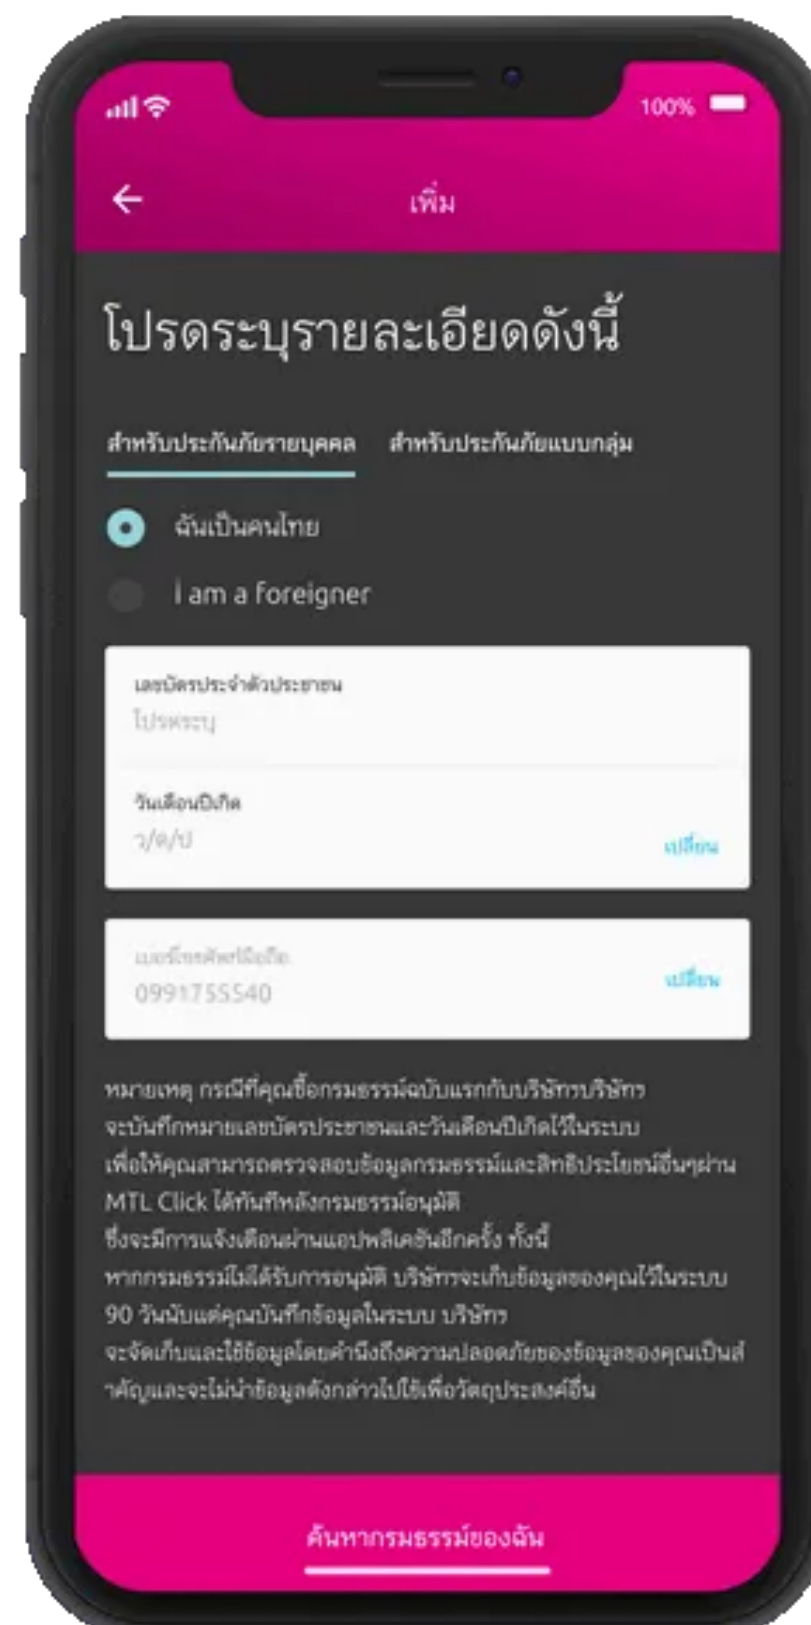 100%
เพิ่ม
โปรดระบุรายละเอียดดังนี้
สำหรับประกันภัยรายบุคคล สำหรับประกันภัยแบบกลุ่ม
ฉันเป็นคนไทย
i am a foreigner
เลขบัตรประจำตัวประชาชน
โปรดระบุ
วันเดือนปีเกิด
ว/ด/ป
เปลี่ยน
เบอร์โทรศัพท์มือถือ
0991755540
เปลี่ยน
หมายเหตุ กรณีที่คุณซื้อกรมธรรม์ฉบับแรกกับบริษัทฯบริษัทฯ
จะบันทึกหมายเลขบัตรประชาชนและวันเดือนปีเกิดไว้ในระบบ
เพื่อให้คุณสามารถตรวจสอบข้อมูลกรมธรรม์และสิทธิประโยชน์อื่นๆผ่าน
MTL Click ได้ทันทีหลังกรมธรรม์อนุมัติ
ซึ่งจะมีการแจ้งเตือนผ่านแอปพลิเคชันอีกครั้ง ทั้งนี้
หากกรมธรรม์ไม่ได้รับการอนุมัติ บริษัทฯจะเก็บข้อมูลของคุณไว้ในระบบ
90 วันนับแต่คุณบันทึกข้อมูลในระบบ บริษัทฯ
จะจัดเก็บและใช้ข้อมูลโดยคำนึงถึงความปลอดภัยของข้อมูลของคุณเป็นสำ
คัญและจะไม่นำข้อมูลดังกล่าวไปใช้เพื่อวัตถุประสงค์อื่น
ค้นหากรมธรรม์ของฉัน